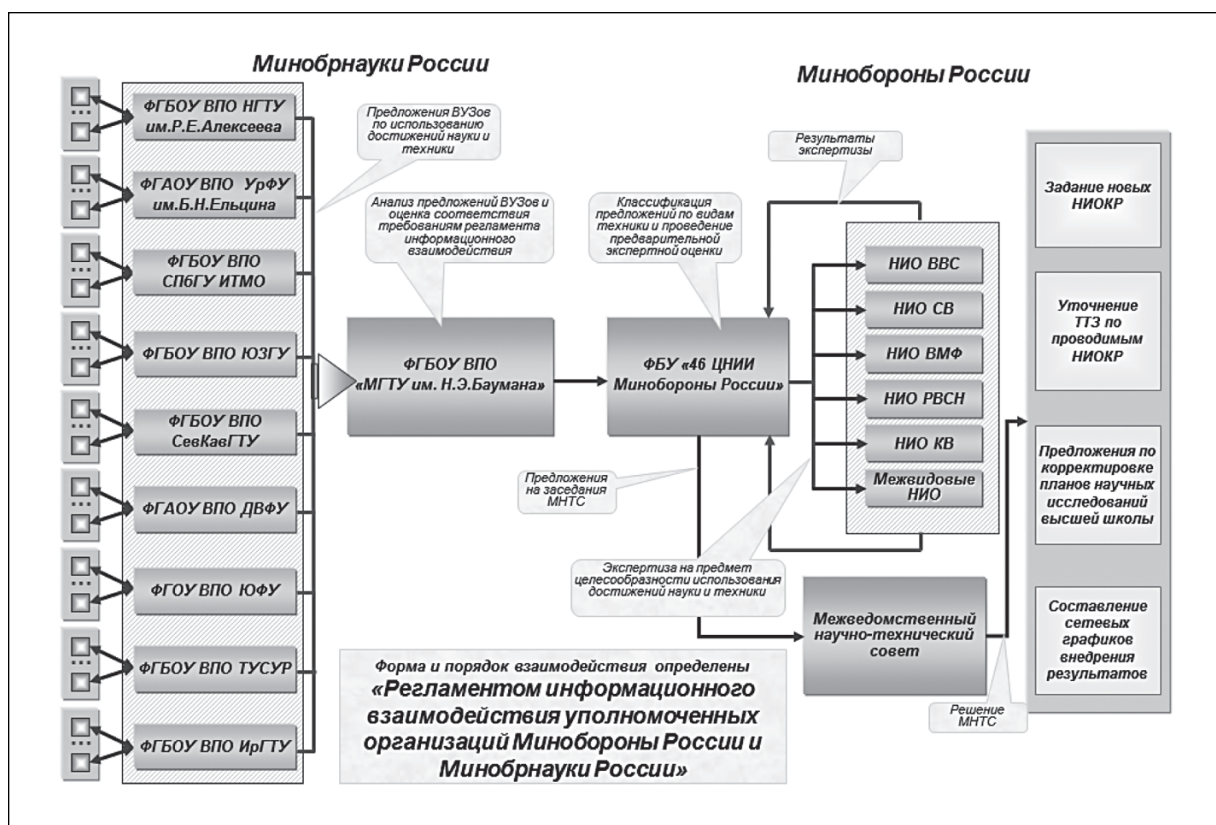 Минобрнауки России
ФГБОУ ВПО НГТУ
им.Р.Е.Алексеева
ФГАОУ ВПО УрФУ
им.Б.Н.Ельцина
ФГБОУ ВПО
СПбГУ ИТМО
ФГБОУ ВПО ЮЗГУ
ФГБОУ ВПО
СевКавГТУ
ФГАОУ ВПО ДВФУ
ФГОУ ВПО ЮФУ
ФГБОУ ВПО ТУСУР
ФГБОУ ВПО ИрГТУ
Предложения ВУЗов
по использованию
достижений науки и
техники
Анализ предложений ВУЗов и
оценка соответствия
требованиям регламента
информационного
взаимодействия
ФГБОУ ВПО
«МГТУ им. Н.Э.Баумана»
Минобороны России
Результаты
экспертизы
Классификация
предложений по видам
техники и проведение
предварительной
экспертной оценки
ФБУ «46 ЦНИИ
Минобороны России»
НИО ВВС
НИО СВ
НИО ВМФ
НИО РВСН
НИО КВ
Межвидовые
НИО
Предложения
на заседания
МНТС
Экспертиза на предмет
целесообразности использования
достижений науки и техники
Межведомственный
научно-технический
совет
Решение
МНТС
Задание новых
НИОКР
Уточнение
ТТЗ по
проводимым
НИОКР
Предложения по
корректировке
планов научных
исследований
высшей школы
Составление
сетевых
графиков
внедрения
результатов
Форма и порядок взаимодействия определены
«Регламентом информационного
взаимодействия уполномоченных
организаций Минобороны России и
Минобрнауки России»